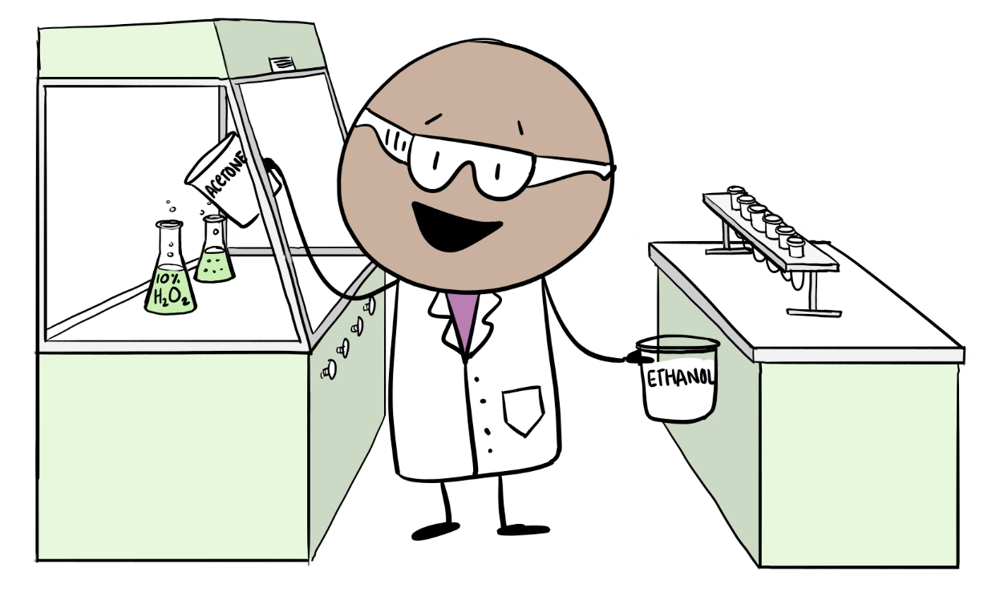 ACETONE
10%
H₂O₂
ETHANOL